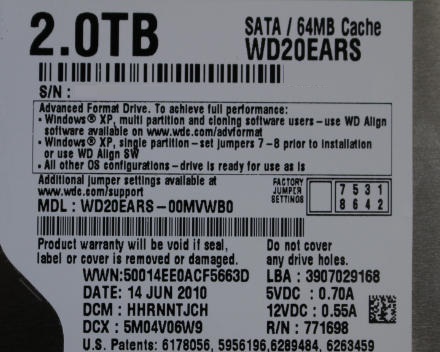 2.0TB
SATA / 64MB Cache
WD20EARS
S/N :
Advanced Format Drive. To achieve full performance:
• Windows® XP, multi partition and cloning software users - use WD Align
software available on www.wdc.com/advformat
• Windows® XP, single partition - set jumpers 7 - 8 prior to installation
or use WD Align SW
• All other OS configurations - drive is ready for use as is
Additional jumper settings available at
www.wdc.com/support
FACTORY
JUMPER
SETTINGS
7 5 3 1
8 6 4 2
MDL : WD20EARS -00MVWB0
Product warranty will be void if seal,
label or cover is removed or damaged.
Do not cover
any drive holes.
WWN:50014EE0ACF5663D
LBA : 3907029168
DATE: 14 JUN 2010
5VDC : 0.70A
DCM : HHRNNTJCH
12VDC : 0.55A
DCX : 5M04V06W9
R/N : 771698
U.S. Patents: 6178056, 5956196,6289484, 6263459